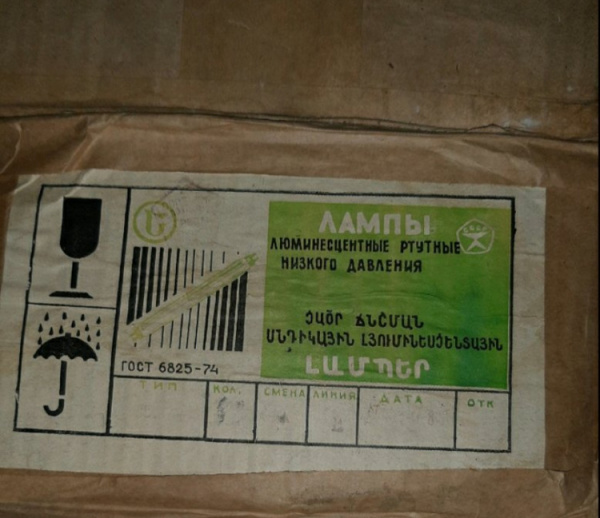 ЛАМПЫ
ЛЮМИНЕСЦЕНТНЫЕ РТУТНЫЕ
НИЗКОГО ДАВЛЕНИЯ
ՑԱԾՐ ՃՆՇՄԱՆ
ՍՆԴԻԿԱՅԻՆ ԼՅՈՒՄԻՆԵՍՑԵՆՏԱՅԻՆ
ԼԱՄՊԵՐ
ГОСТ 6825-74
ТИП КОЛ. СМЕНА ЛИНИЯ ДАТА ОТК